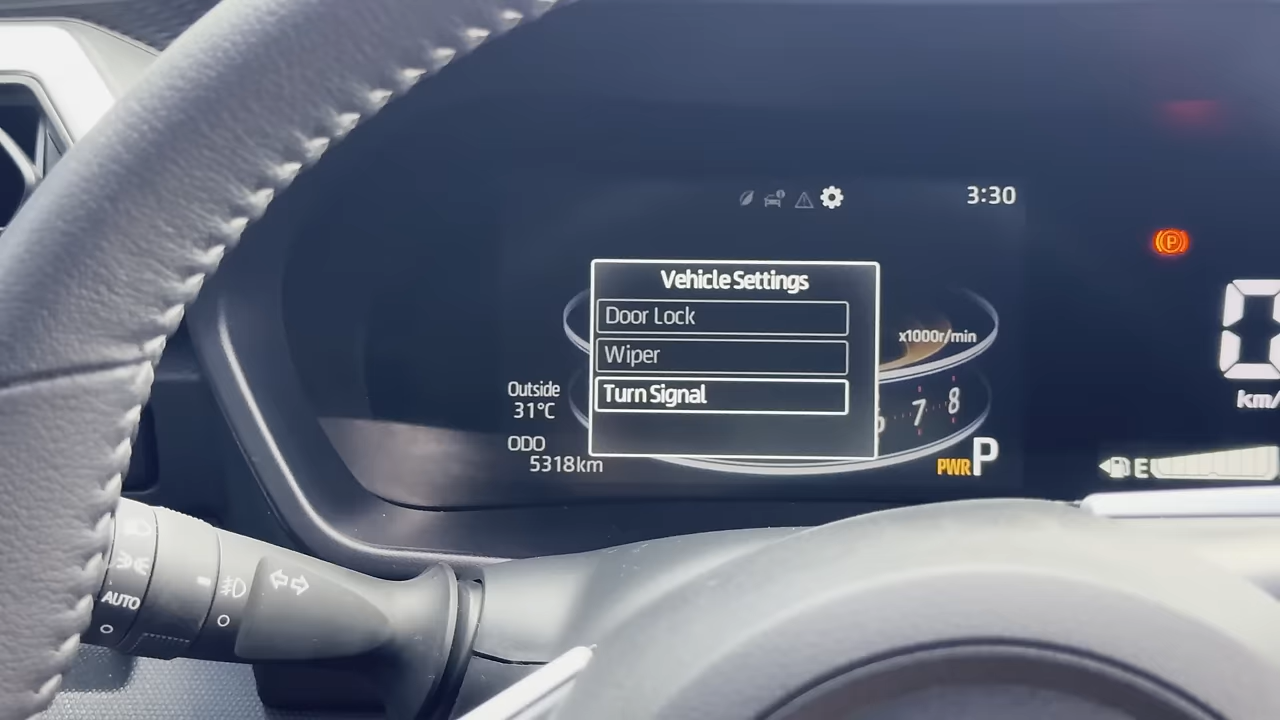 3:30
Vehicle Settings
Door Lock
Wiper
Turn Signal
x1000r/min
7 8
Outside
31°C
ODO
5318km
PWR P
P
0
km/
E
AUTO